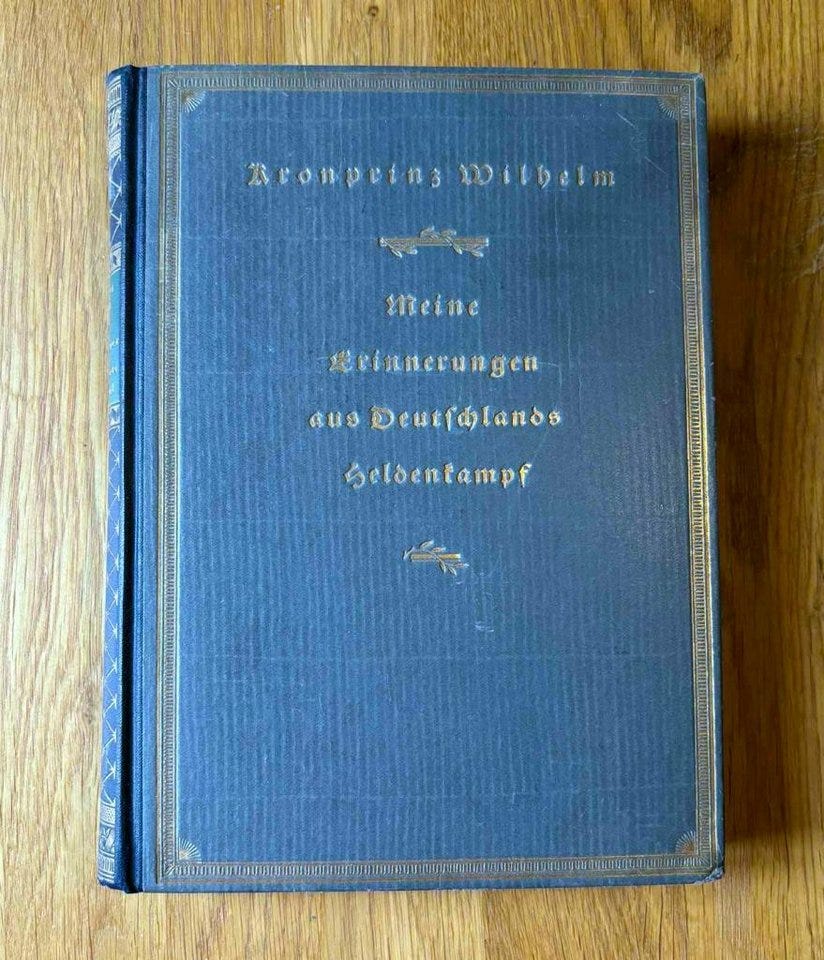 Kronprinz Wilhelm
Meine
Erinnerungen
aus Deutſchlands
Heldenkampf